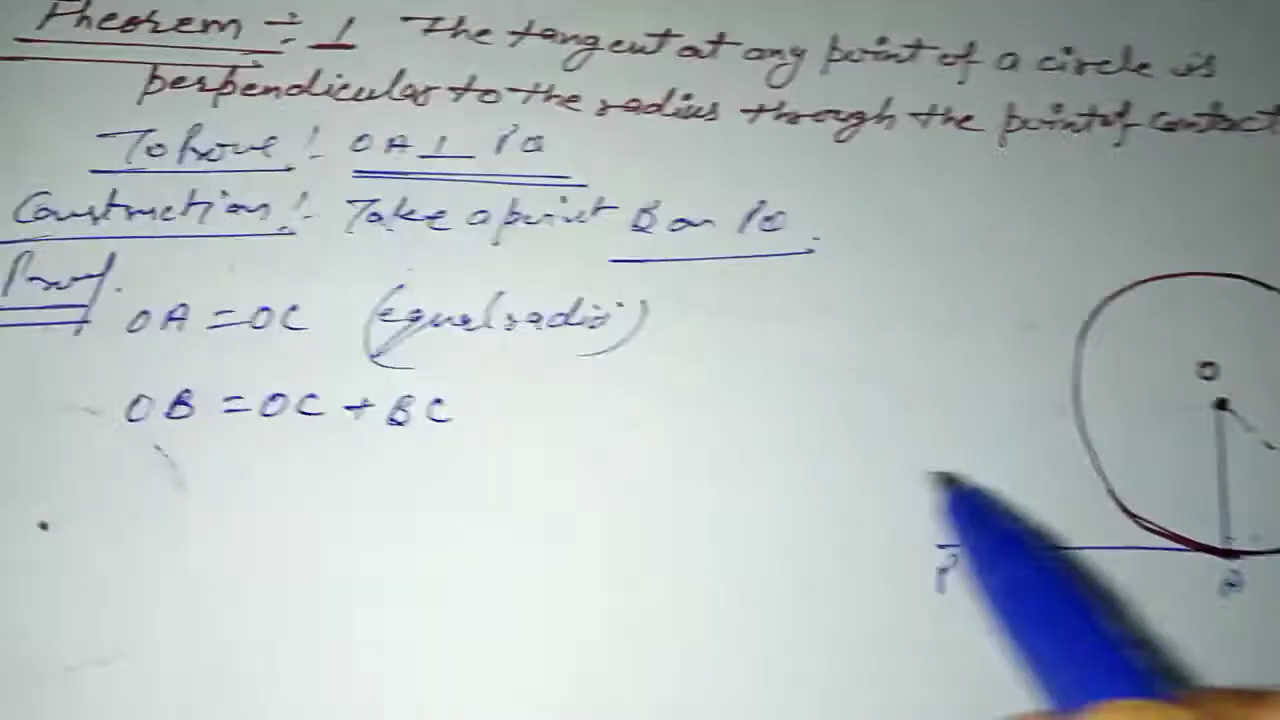 Theorem ÷ 1 The tangent at any point of a circle is
perpendicular to the radius through the point of contact
To Prove :- OA ⊥ PQ
Construction :- Take a point B on PQ.
Proof.
OA = OC (equal radii)
OB = OC + BC
O
P
A